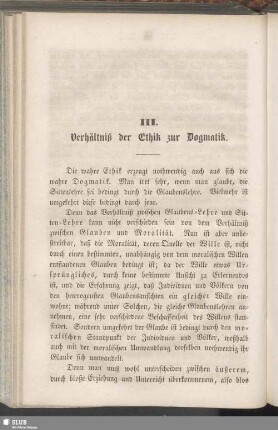 III.
Verhältniß der Ethik zur Dogmatik.
Die wahre Ethik erzeugt nothwendig auch aus sich die
wahre Dogmatik. Man irrt sehr, wenn man glaubt, die
Sittenlehre sei bedingt durch die Glaubenslehre. Vielmehr ist
umgekehrt diese bedingt durch jene.
Denn das Verhältniß zwischen Glaubens-Lehre und Sit-
ten-Lehre kann nicht verschieden sein von dem Verhältniß
zwischen Glauben und Moralität. Nun ist aber unbe-
streitbar, daß die Moralität, deren Quelle der Wille ist, nicht
durch einen bestimmten, unabhängig von dem moralischen Willen
entstandenen Glauben bedingt ist; da der Wille etwas Ur-
sprüngliches, durch keine bestimmte Ansicht zu Erlernendes
ist, und die Erfahrung zeigt, daß Individuen und Völkern von
den heterogensten Glaubensansichten ein gleicher Wille ein-
wohnt; während unter Solchen, die gleiche Glaubenslehren an-
nehmen, eine sehr verschiedene Beschaffenheit des Willens statt-
findet. Sondern umgekehrt der Glaube ist bedingt durch den mo-
ralischen Standpunkt der Individuen und Völker, weßhalb
auch mit der moralischen Umwandlung derselben nothwendig ihr
Glaube sich umwandelt.
Denn man muß wohl unterscheiden zwischen äußerem,
durch bloße Erziehung und Unterricht überkommenem, also blos
SLUB